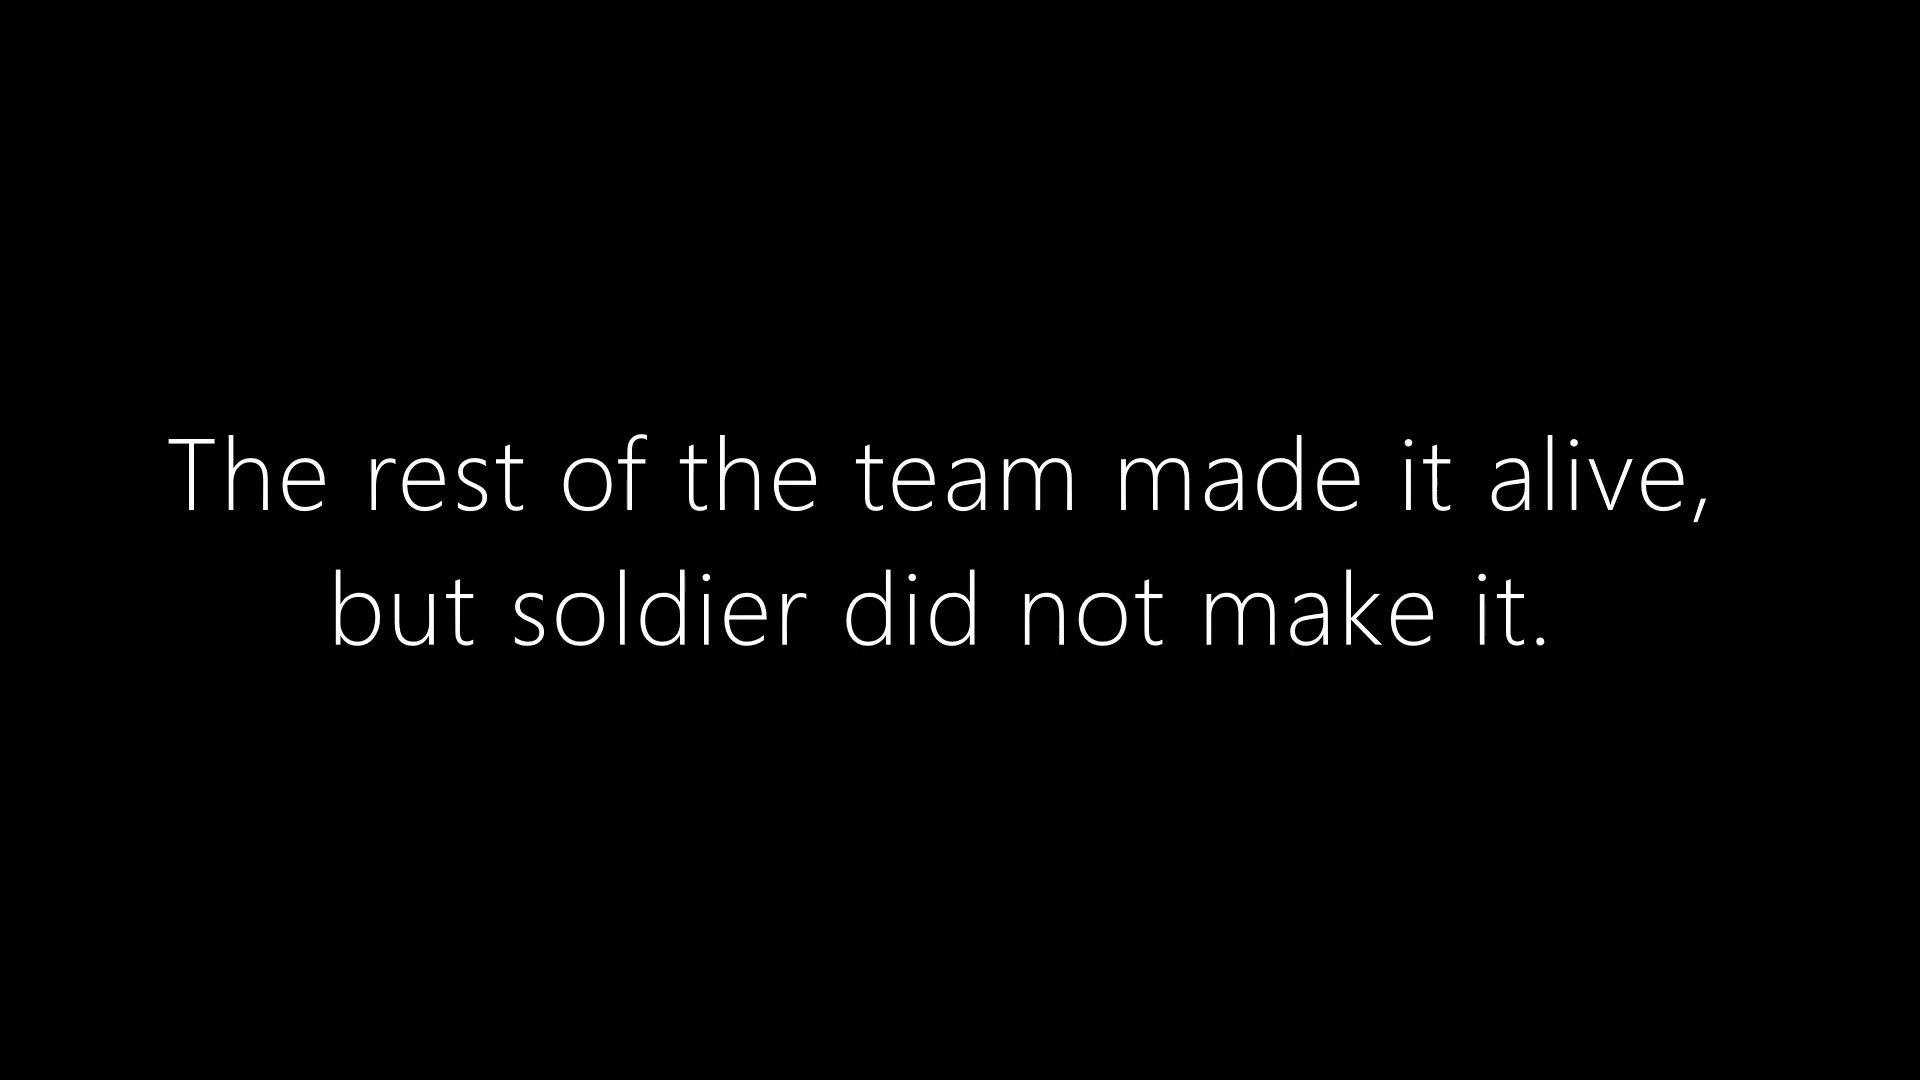 The rest of the team made it alive,
but soldier did not make it.